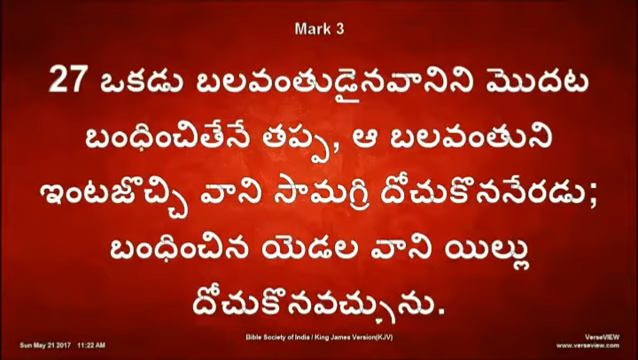 Mark 3
27 ఒకడు బలవంతుడైనవానిని మొదట
బంధించితేనే తప్ప, ఆ బలవంతుని
ఇంటజొచ్చి వాని సామగ్రి దోచుకొననేరడు;
బంధించిన యెడల వాని యిల్లు
దోచుకొనవచ్చును.
Bible Society of India / King James Version(KJV)
Sun May 21 2017 11:22 AM
VerseVIEW
www.verseview.com